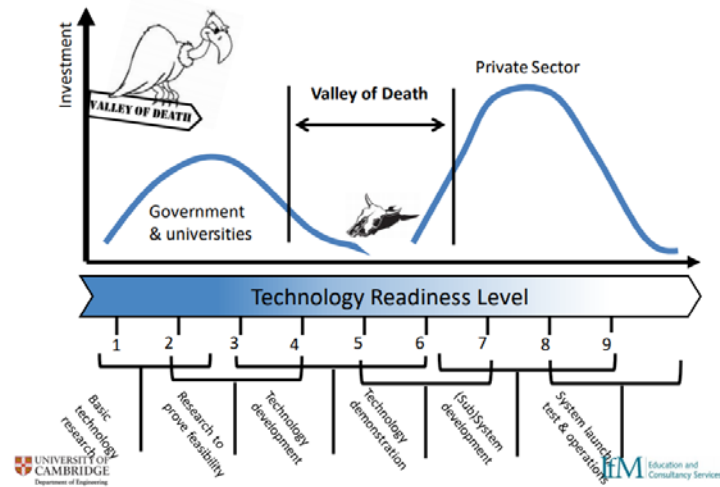 Investment
VALLEY OF DEATH
Valley of Death
Private Sector
Government
& universities
Technology Readiness Level
1 2 3 4 5 6 7 8 9
Basic
technology
research
Research to
prove feasibility
Technology
development
Technology
demonstration
(Sub)System
development
System launch
test & operations
UNIVERSITY OF
CAMBRIDGE
Department of Engineering
IfM
Education and
Consultancy Services